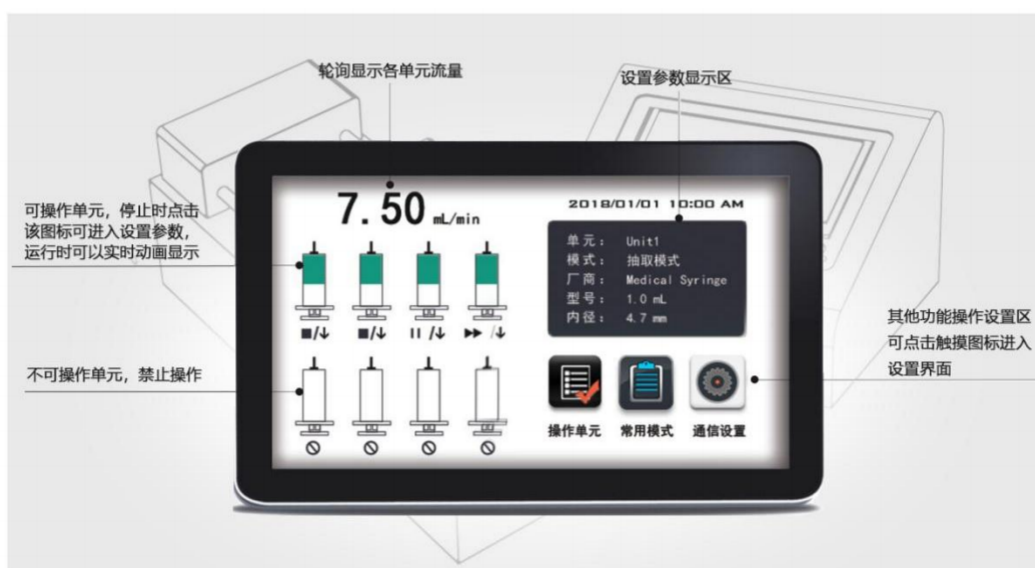 轮询显示各单元流量
设置参数显示区
7.50 mL/min
2018/01/01 10:00 AM
可操作单元，停止时点击
该图标可进入设置参数，
运行时可以实时动画显示
单元： Unit1
模式： 抽取模式
厂商： Medical Syringe
型号： 1.0 mL
内径： 4.7 mm
其他功能操作设置区
可点击触摸图标进入
设置界面
不可操作单元，禁止操作
操作单元 常用模式 通信设置